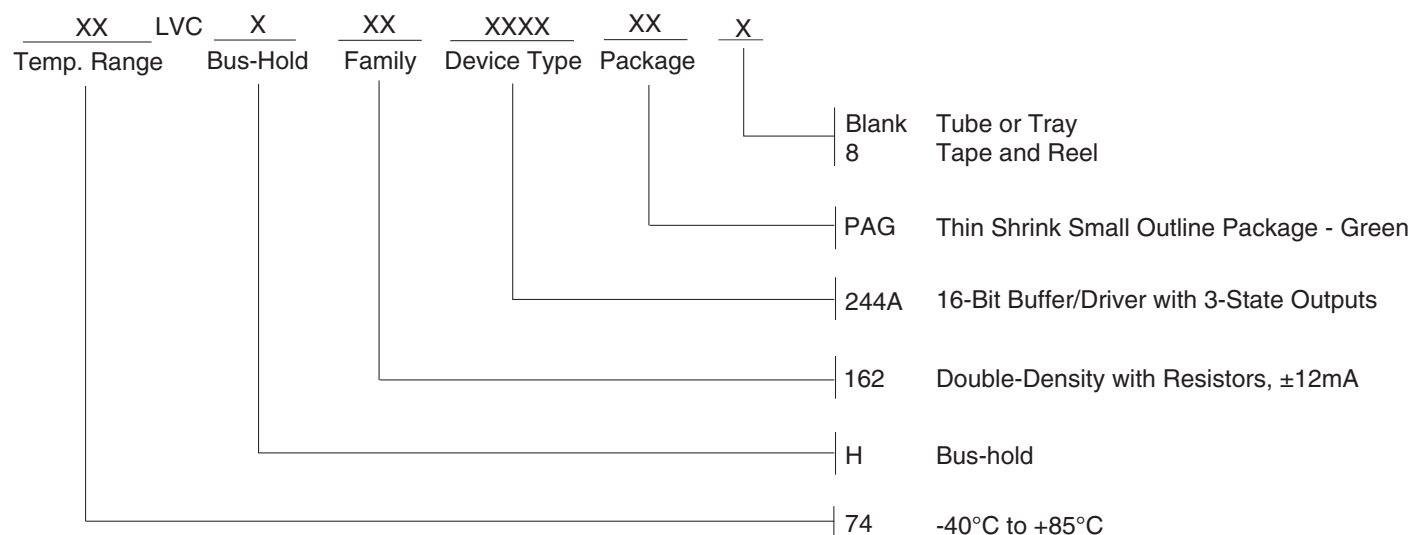 XX LVC X XX XXXX XX X
Temp. Range Bus-Hold Family Device Type Package
Blank Tube or Tray
8 Tape and Reel
PAG Thin Shrink Small Outline Package - Green
244A 16-Bit Buffer/Driver with 3-State Outputs
162 Double-Density with Resistors, ±12mA
H Bus-hold
74 -40°C to +85°C